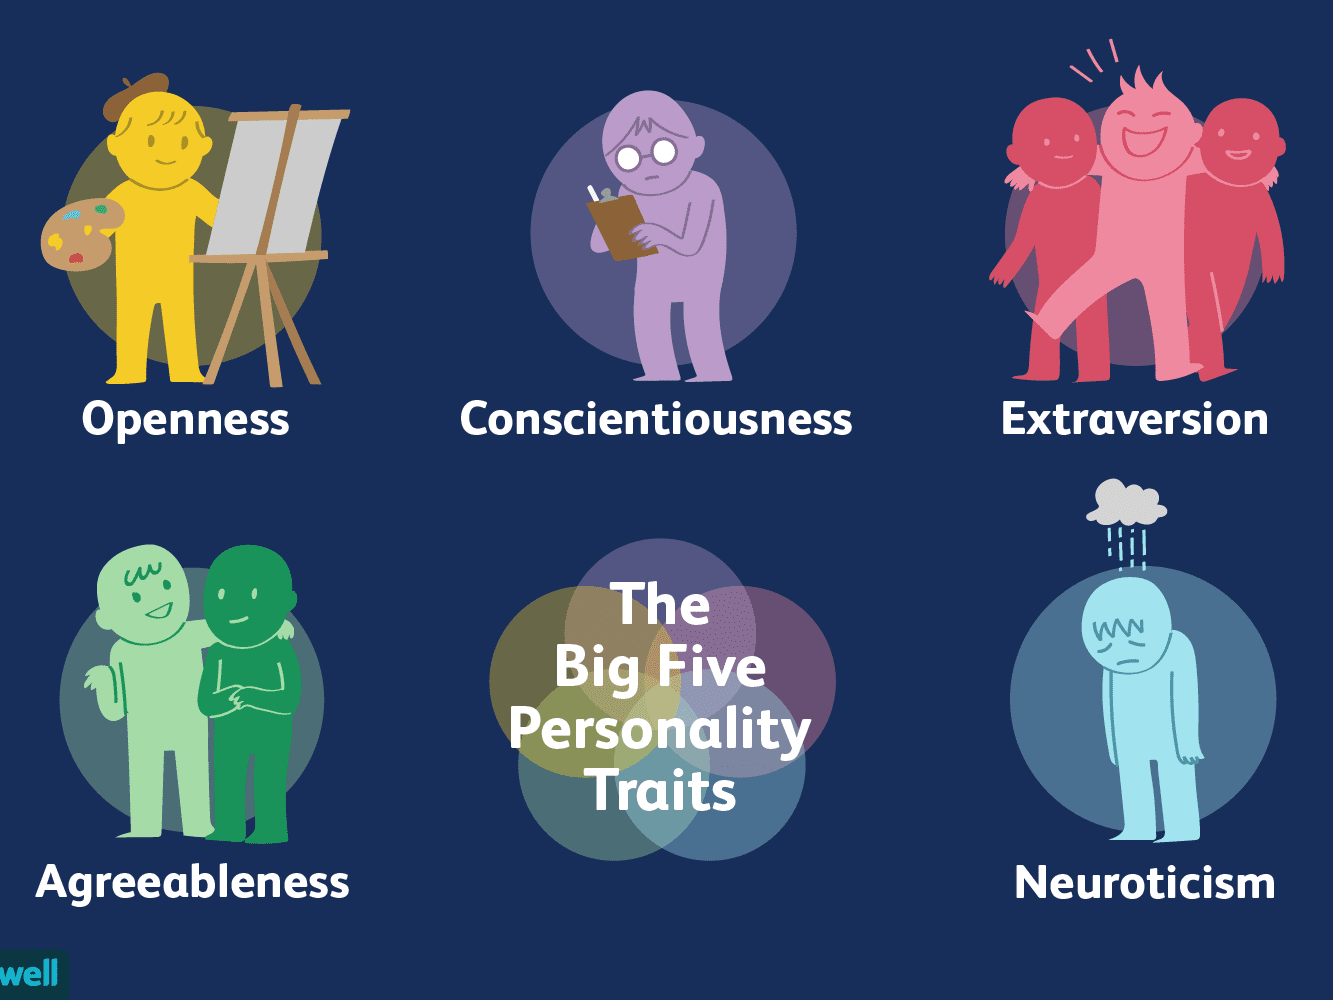 Openness
Conscientiousness
Extraversion
Agreeableness
The
Big Five
Personality
Traits
Neuroticism
well